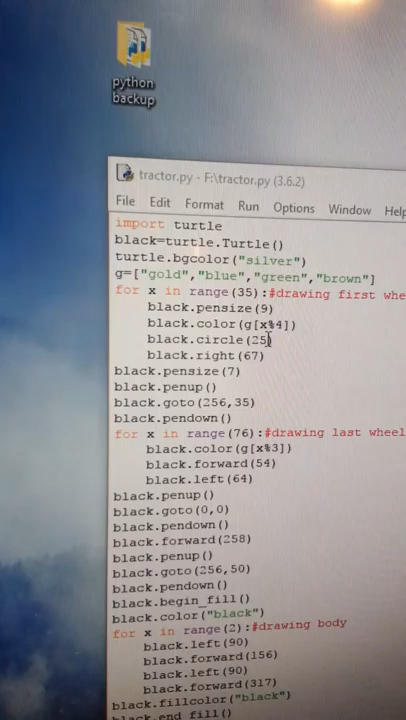 python
backup
tractor.py - F:\tractor.py (3.6.2)
File Edit Format Run Options Window Help
import turtle
black=turtle.Turtle()
turtle.bgcolor("silver")
g=["gold","blue","green","brown"]
for x in range(35):#drawing first whe
black.pensize(9)
black.color(g[x%4])
black.circle(25)
black.right(67)
black.pensize(7)
black.penup()
black.goto(256,35)
black.pendown()
for x in range(76):#drawing last wheel
black.color(g[x%3])
black.forward(54)
black.left(64)
black.penup()
black.goto(0,0)
black.pendown()
black.forward(258)
black.penup()
black.goto(256,50)
black.pendown()
black.begin_fill()
black.color("black")
for x in range(2):#drawing body
black.left(90)
black.forward(156)
black.left(90)
black.forward(317)
black.fillcolor("black")
black.end_fill()